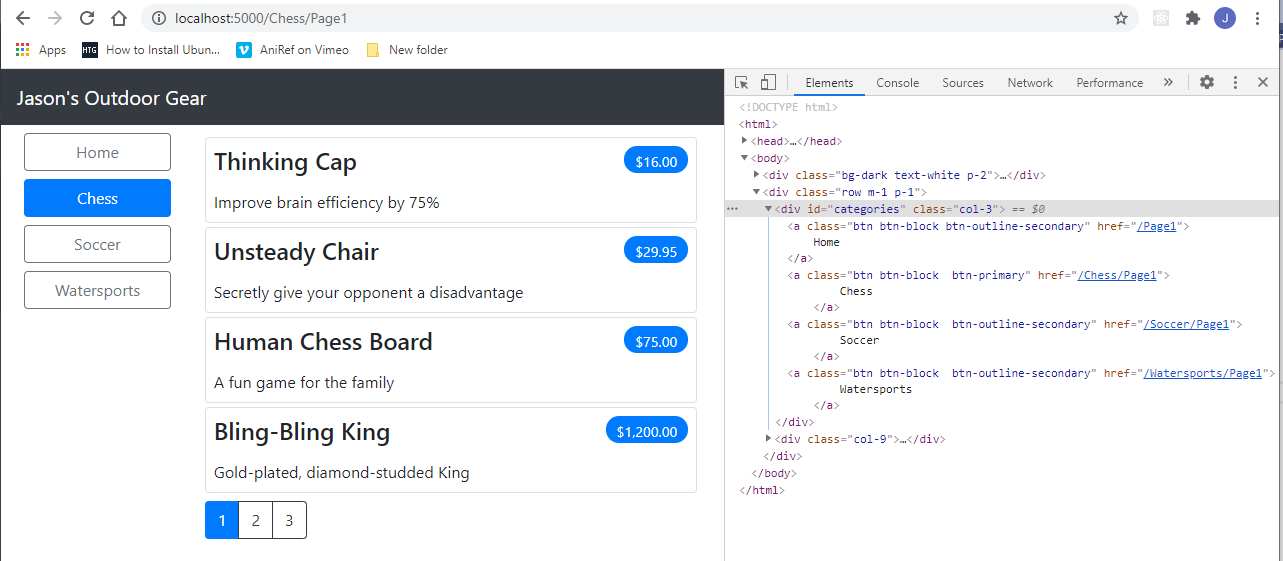 localhost:5000/Chess/Page1
J
Apps
HTG How to Install Ubun...
AniRef on Vimeo
New folder
Jason's Outdoor Gear
Home
Chess
Soccer
Watersports
Thinking Cap
$16.00
Improve brain efficiency by 75%
Unsteady Chair
$29.95
Secretly give your opponent a disadvantage
Human Chess Board
$75.00
A fun game for the family
Bling-Bling King
$1,200.00
Gold-plated, diamond-studded King
1 2 3
Elements Console Sources Network Performance »
<!DOCTYPE html>
<html>
<head>…</head>
<body>
<div class="bg-dark text-white p-2">…</div>
<div class="row m-1 p-1">
<div id="categories" class="col-3"> == $0
<a class="btn btn-block btn-outline-secondary" href="/Page1">
Home
</a>
<a class="btn btn-block  btn-primary" href="/Chess/Page1">
Chess
</a>
<a class="btn btn-block  btn-outline-secondary" href="/Soccer/Page1">
Soccer
</a>
<a class="btn btn-block  btn-outline-secondary" href="/Watersports/Page1">
Watersports
</a>
</div>
<div class="col-9">…</div>
</div>
</body>
</html>